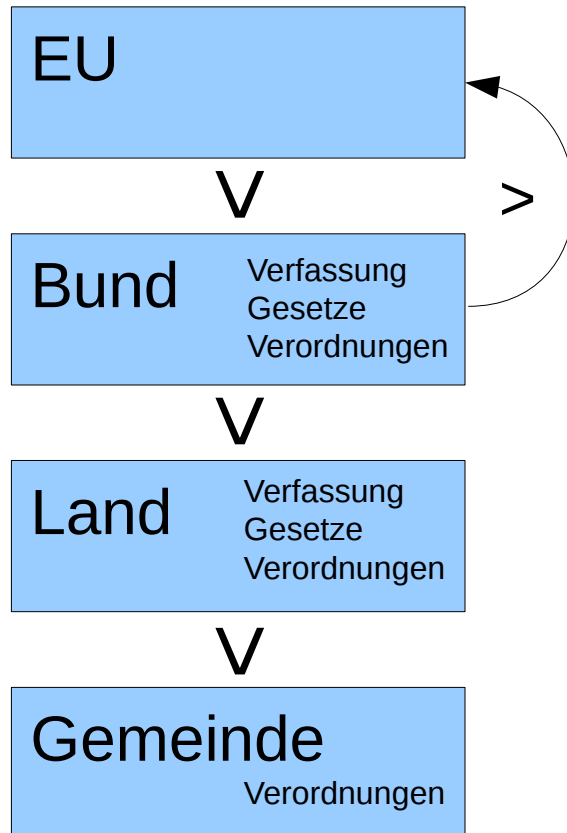 EU
V
>
Bund
Verfassung
Gesetze
Verordnungen
V
Land
Verfassung
Gesetze
Verordnungen
V
Gemeinde
Verordnungen